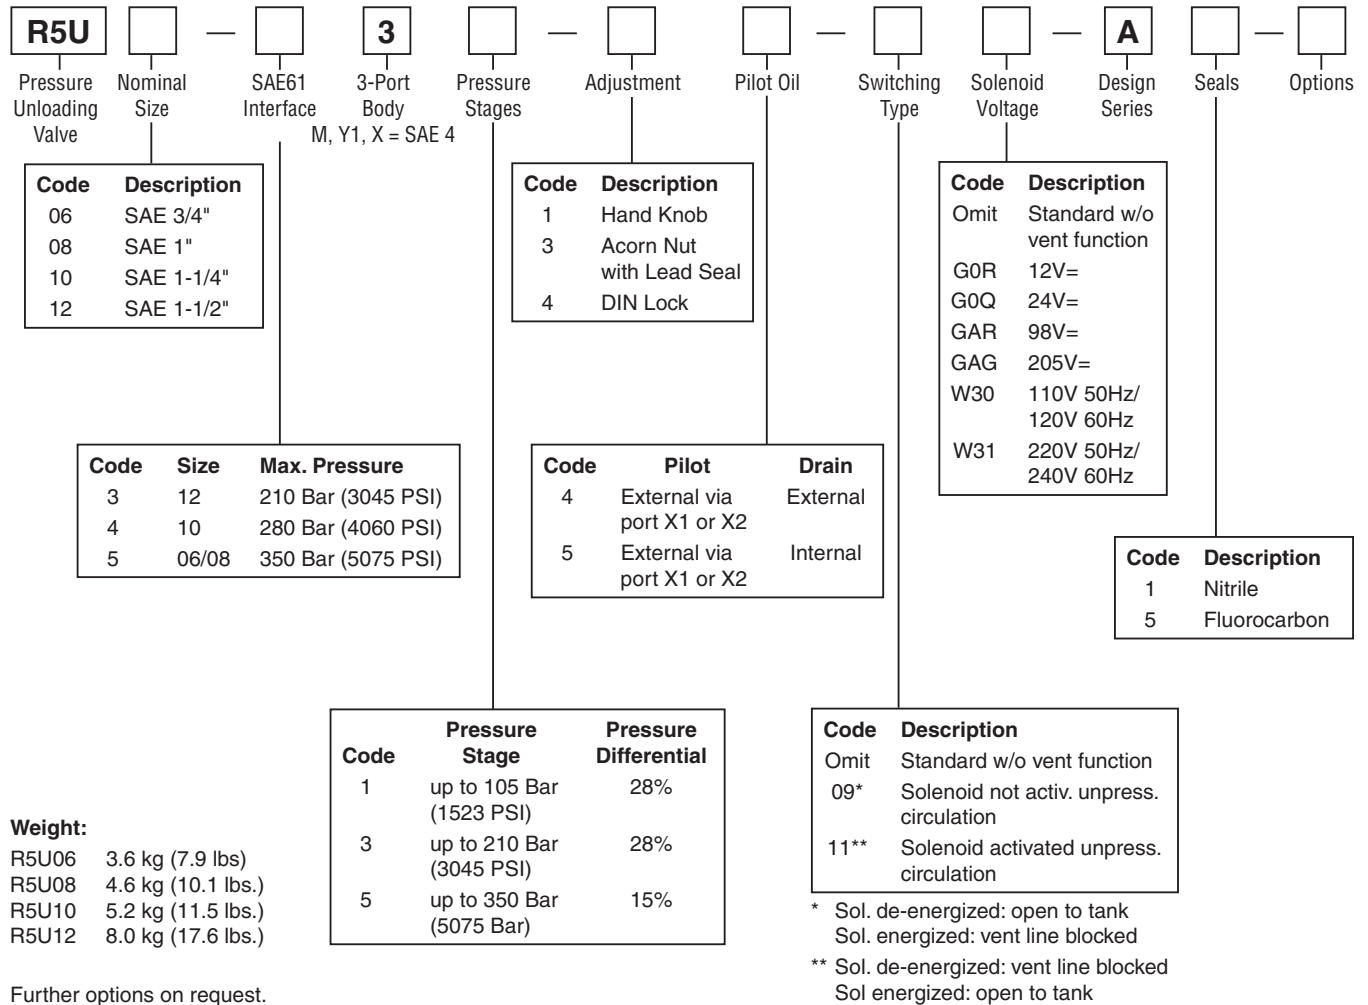 R5U — 3 — — — A —
Pressure Unloading Valve
Nominal Size
SAE61 Interface
3-Port Body
M, Y1, X = SAE 4
Pressure Stages
Adjustment
Pilot Oil
Switching Type
Solenoid Voltage
Design Series
Seals
Options
Code Description
06 SAE 3/4"
08 SAE 1"
10 SAE 1-1/4"
12 SAE 1-1/2"
Code Description
1 Hand Knob
3 Acorn Nut
with Lead Seal
4 DIN Lock
Code Description
Omit Standard w/o
vent function
G0R 12V=
G0Q 24V=
GAR 98V=
GAG 205V=
W30 110V 50Hz/
120V 60Hz
W31 220V 50Hz/
240V 60Hz
Code Size Max. Pressure
3 12 210 Bar (3045 PSI)
4 10 280 Bar (4060 PSI)
5 06/08 350 Bar (5075 PSI)
Code Pilot Drain
4 External via External
port X1 or X2
5 External via Internal
port X1 or X2
Code Description
1 Nitrile
5 Fluorocarbon
Pressure Pressure
Code Stage Differential
1 up to 105 Bar 28%
(1523 PSI)
3 up to 210 Bar 28%
(3045 PSI)
5 up to 350 Bar 15%
(5075 Bar)
Code Description
Omit Standard w/o vent function
09* Solenoid not activ. unpress.
circulation
11** Solenoid activated unpress.
circulation
* Sol. de-energized: open to tank
Sol. energized: vent line blocked
** Sol. de-energized: vent line blocked
Sol energized: open to tank
Weight:
R5U06 3.6 kg (7.9 lbs)
R5U08 4.6 kg (10.1 lbs.)
R5U10 5.2 kg (11.5 lbs.)
R5U12 8.0 kg (17.6 lbs.)
Further options on request.